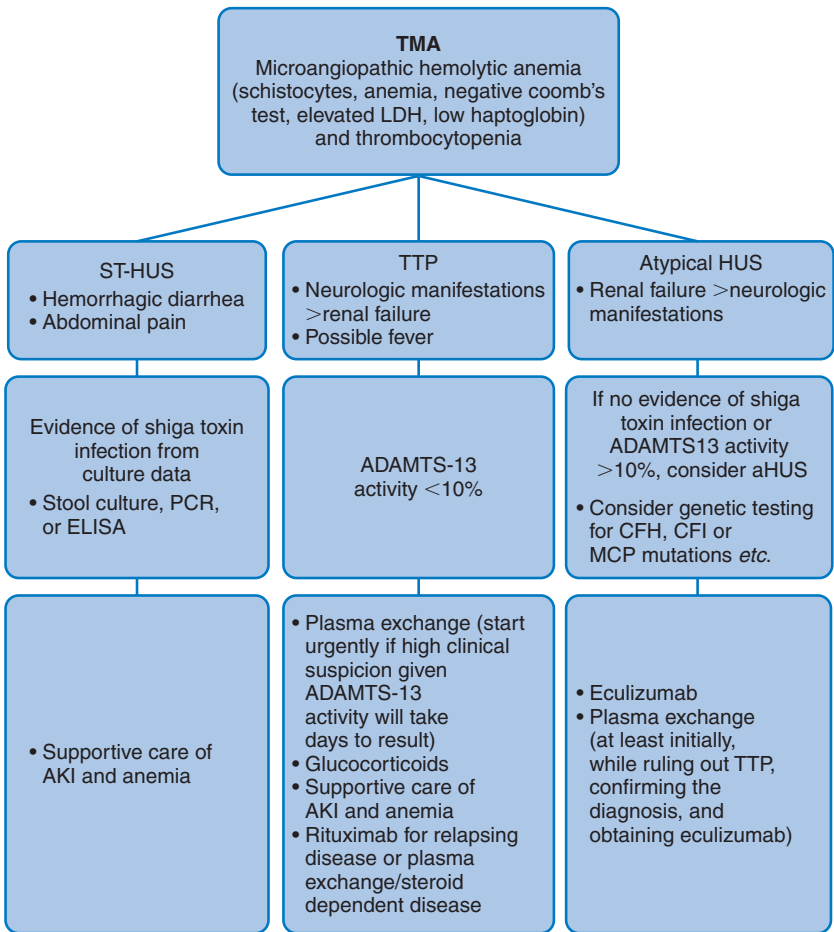 TMA
Microangiopathic hemolytic anemia
(schistocytes, anemia, negative coomb's
test, elevated LDH, low haptoglobin)
and thrombocytopenia
ST-HUS
• Hemorrhagic diarrhea
• Abdominal pain
TTP
• Neurologic manifestations
>renal failure
• Possible fever
Atypical HUS
• Renal failure >neurologic
manifestations
Evidence of shiga toxin
infection from
culture data
• Stool culture, PCR,
or ELISA
ADAMTS-13
activity <10%
If no evidence of shiga
toxin infection or
ADAMTS13 activity
>10%, consider aHUS
• Consider genetic testing
for CFH, CFI or
MCP mutations etc.
• Supportive care of
AKI and anemia
• Plasma exchange (start
urgently if high clinical
suspicion given
ADAMTS-13
activity will take
days to result)
• Glucocorticoids
• Supportive care of
AKI and anemia
• Rituximab for relapsing
disease or plasma
exchange/steroid
dependent disease
• Eculizumab
• Plasma exchange
(at least initially,
while ruling out TTP,
confirming the
diagnosis, and
obtaining eculizumab)